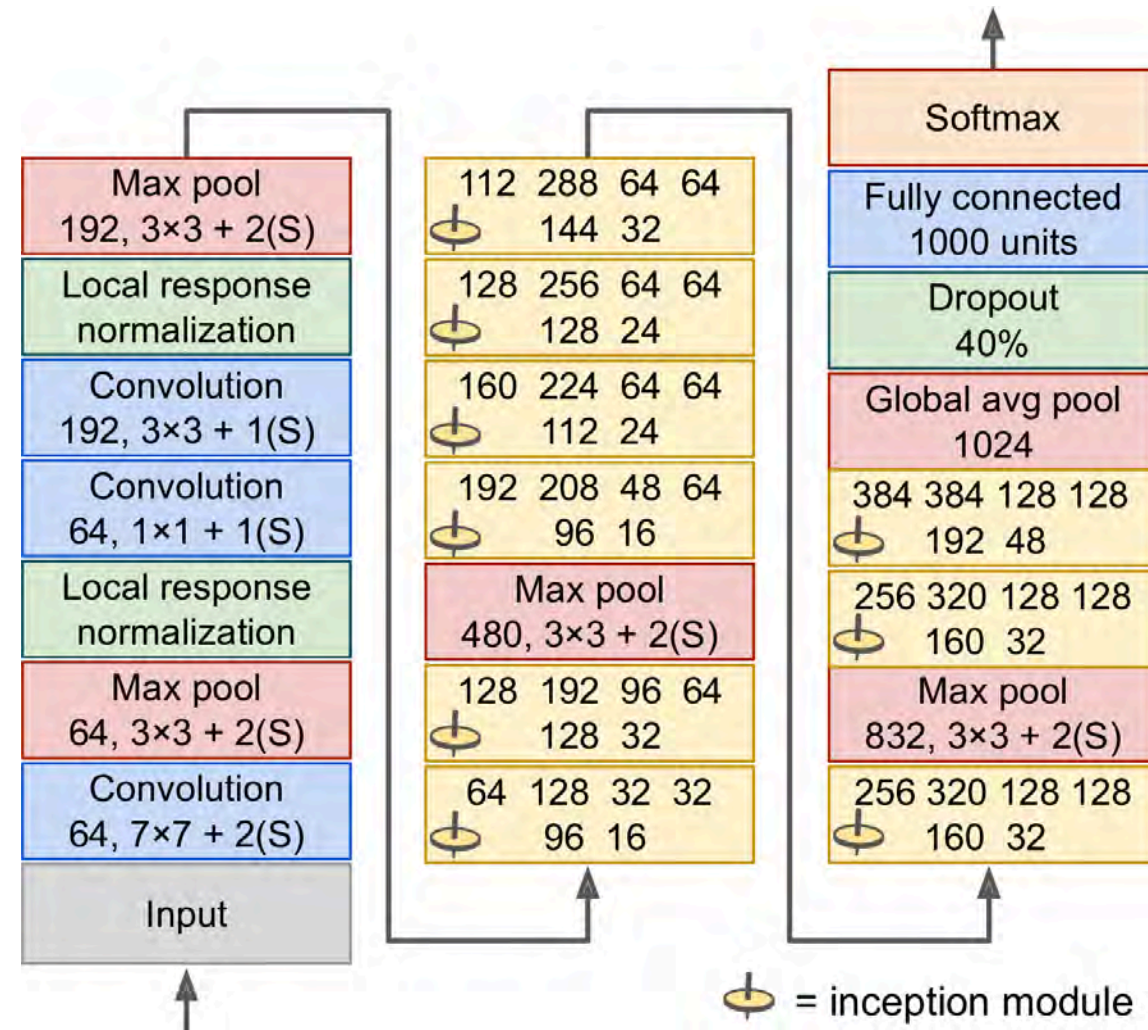 Max pool
192, 3×3 + 2(S)
Local response
normalization
Convolution
192, 3×3 + 1(S)
Convolution
64, 1×1 + 1(S)
Local response
normalization
Max pool
64, 3×3 + 2(S)
Convolution
64, 7×7 + 2(S)
Input
112 288 64 64
144 32
128 256 64 64
128 24
160 224 64 64
112 24
192 208 48 64
96 16
Max pool
480, 3×3 + 2(S)
128 192 96 64
128 32
64 128 32 32
96 16
Softmax
Fully connected
1000 units
Dropout
40%
Global avg pool
1024
384 384 128 128
192 48
256 320 128 128
160 32
Max pool
832, 3×3 + 2(S)
256 320 128 128
160 32
= inception module